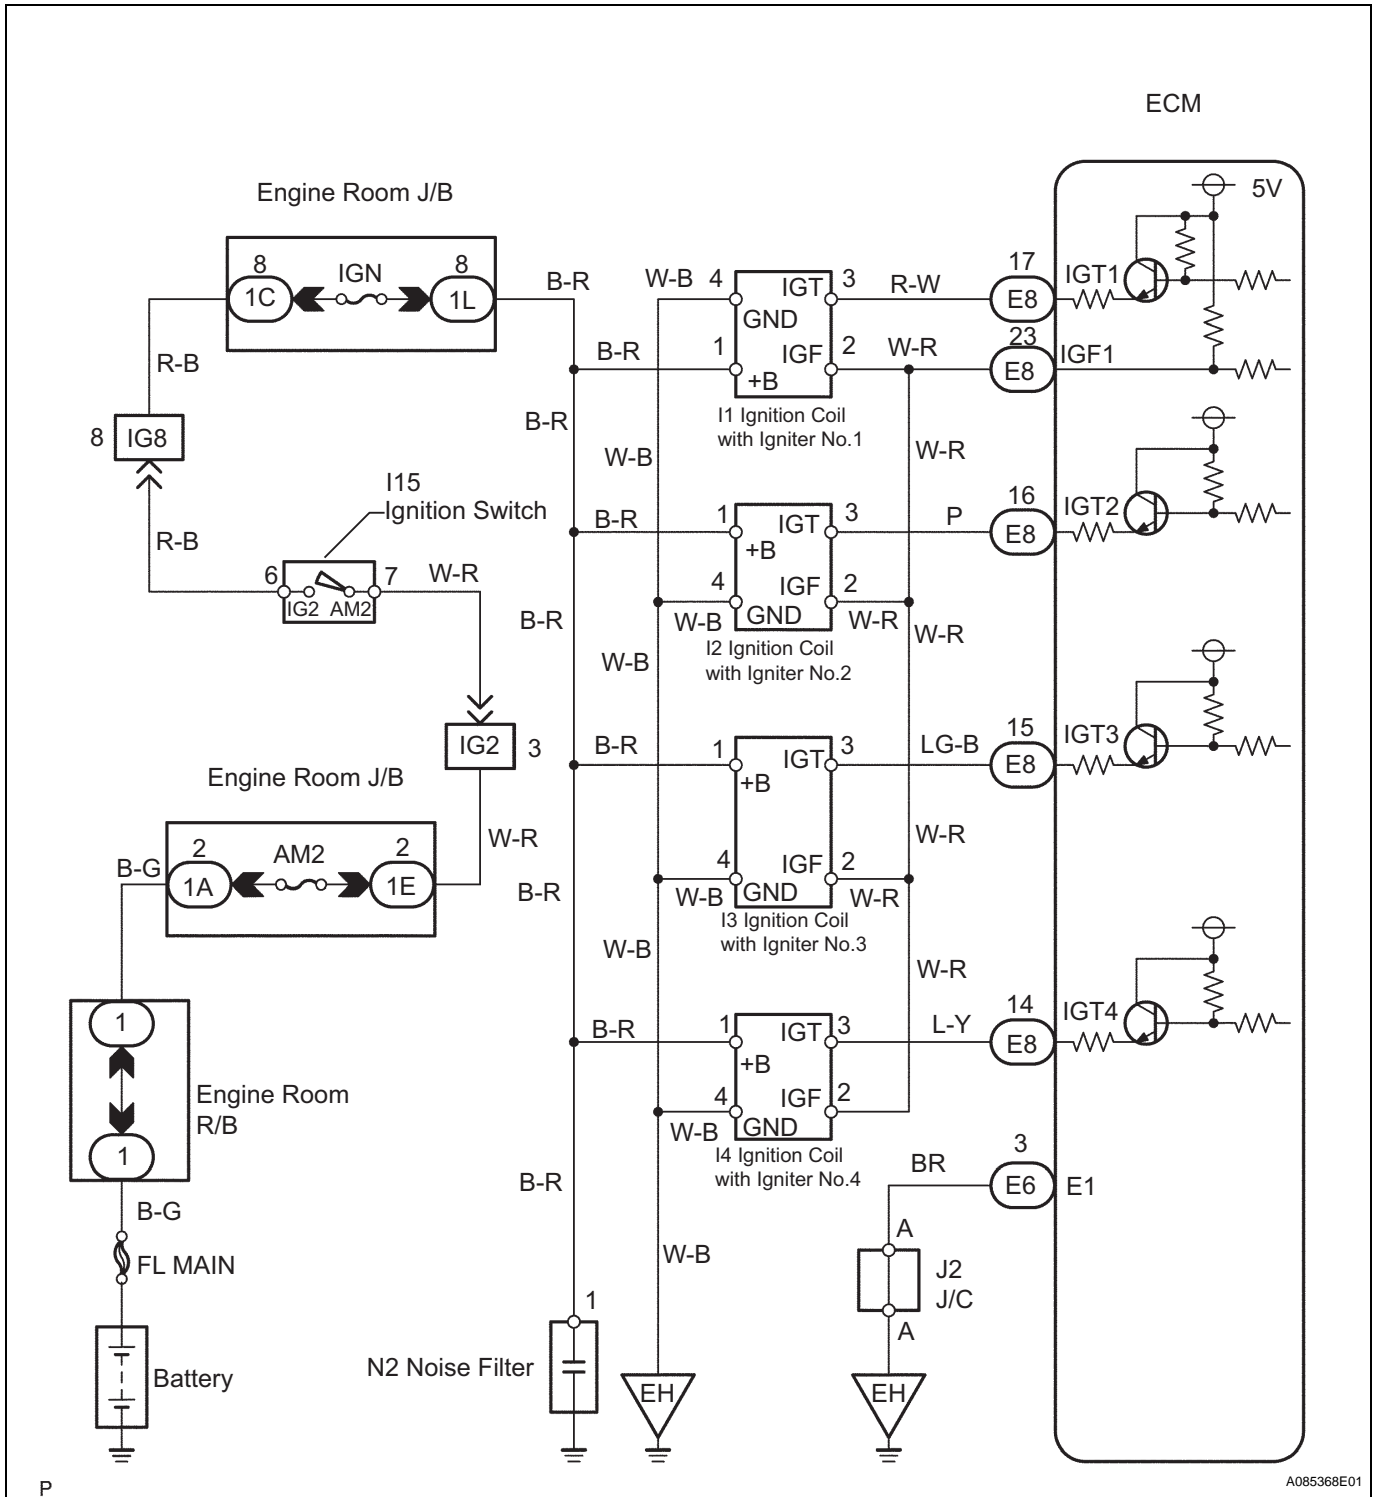 ECM
Engine Room J/B
8
IGN
8
1C
1L
B-R
W-B
4
IGT
3
GND
R-W
17
E8
IGT1
5V
B-R
1
+B
IGF
2
W-R
23
E8
IGF1
I1 Ignition Coil
with Igniter No.1
R-B
8
IG8
B-R
W-B
W-R
I15
Ignition Switch
R-B
6
IG2
AM2
7
W-R
B-R
1
IGT
3
+B
P
16
E8
IGT2
4
IGF
2
W-B
GND
W-R
I2 Ignition Coil
with Igniter No.2
B-R
W-B
W-R
IG2
3
B-R
1
IGT
3
+B
LG-B
15
E8
IGT3
Engine Room J/B
W-R
W-R
2
AM2
2
B-G
1A
1E
B-R
4
IGF
2
W-B
GND
W-R
I3 Ignition Coil
with Igniter No.3
W-B
W-R
1
Engine Room
R/B
1
B-R
1
IGT
3
+B
L-Y
14
E8
IGT4
4
IGF
2
W-B
GND
I4 Ignition Coil
with Igniter No.4
B-R
BR
3
E6
E1
B-G
FL MAIN
W-B
A
J2
J/C
A
Battery
1
N2 Noise Filter
EH
EH
P
A085368E01